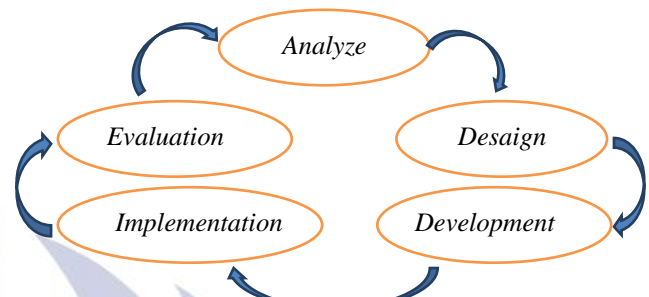 Analyze
Evaluation
Desaign
Implementation
Development